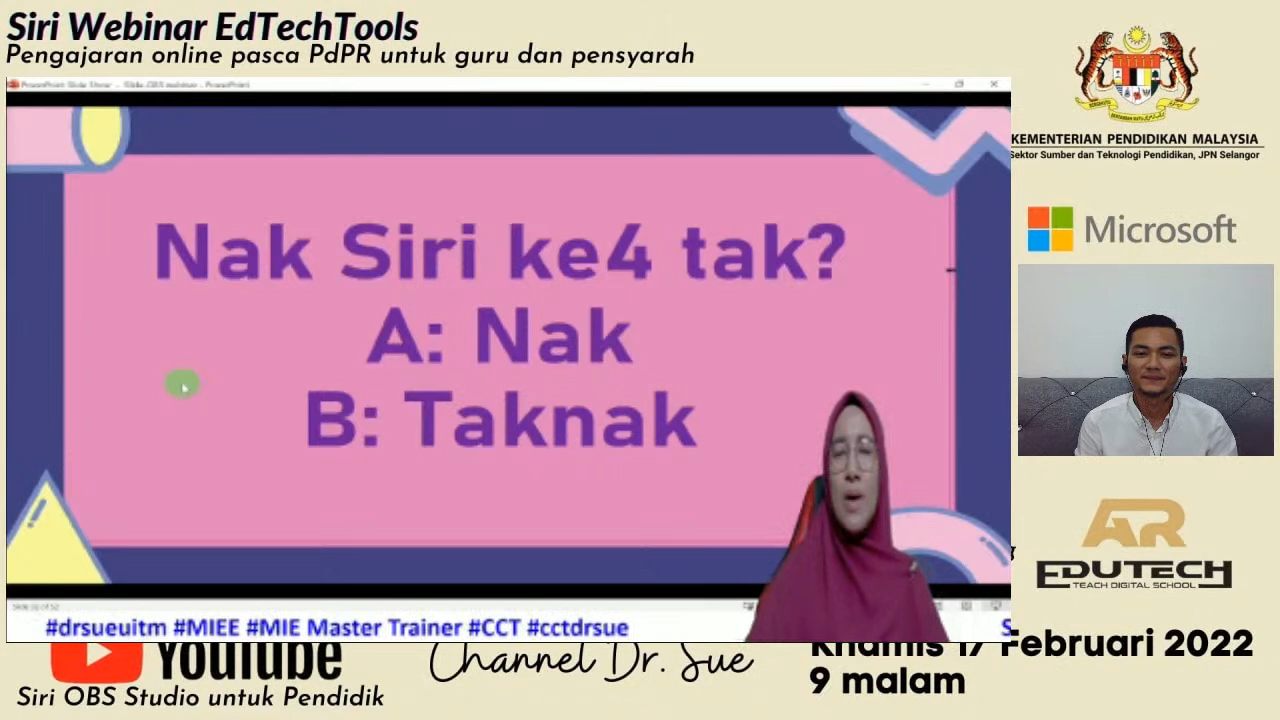 Siri Webinar EdTechTools
Pengajaran online pasca PdPR untuk guru dan pensyarah
Nak Siri ke4 tak?
A: Nak
B: Taknak
#drsueuitm #MIEE #MIE Master Trainer #CCT #cctdrsue
S
YouTube
Channel Dr. Sue
Siri OBS Studio untuk Pendidik
Khamis 17 Februari 2022
9 malam
KEMENTERIAN PENDIDIKAN MALAYSIA
Sektor Sumber dan Teknologi Pendidikan, JPN Selangor
Microsoft
AR
EDUTECH
TEACH DIGITAL SCHOOL